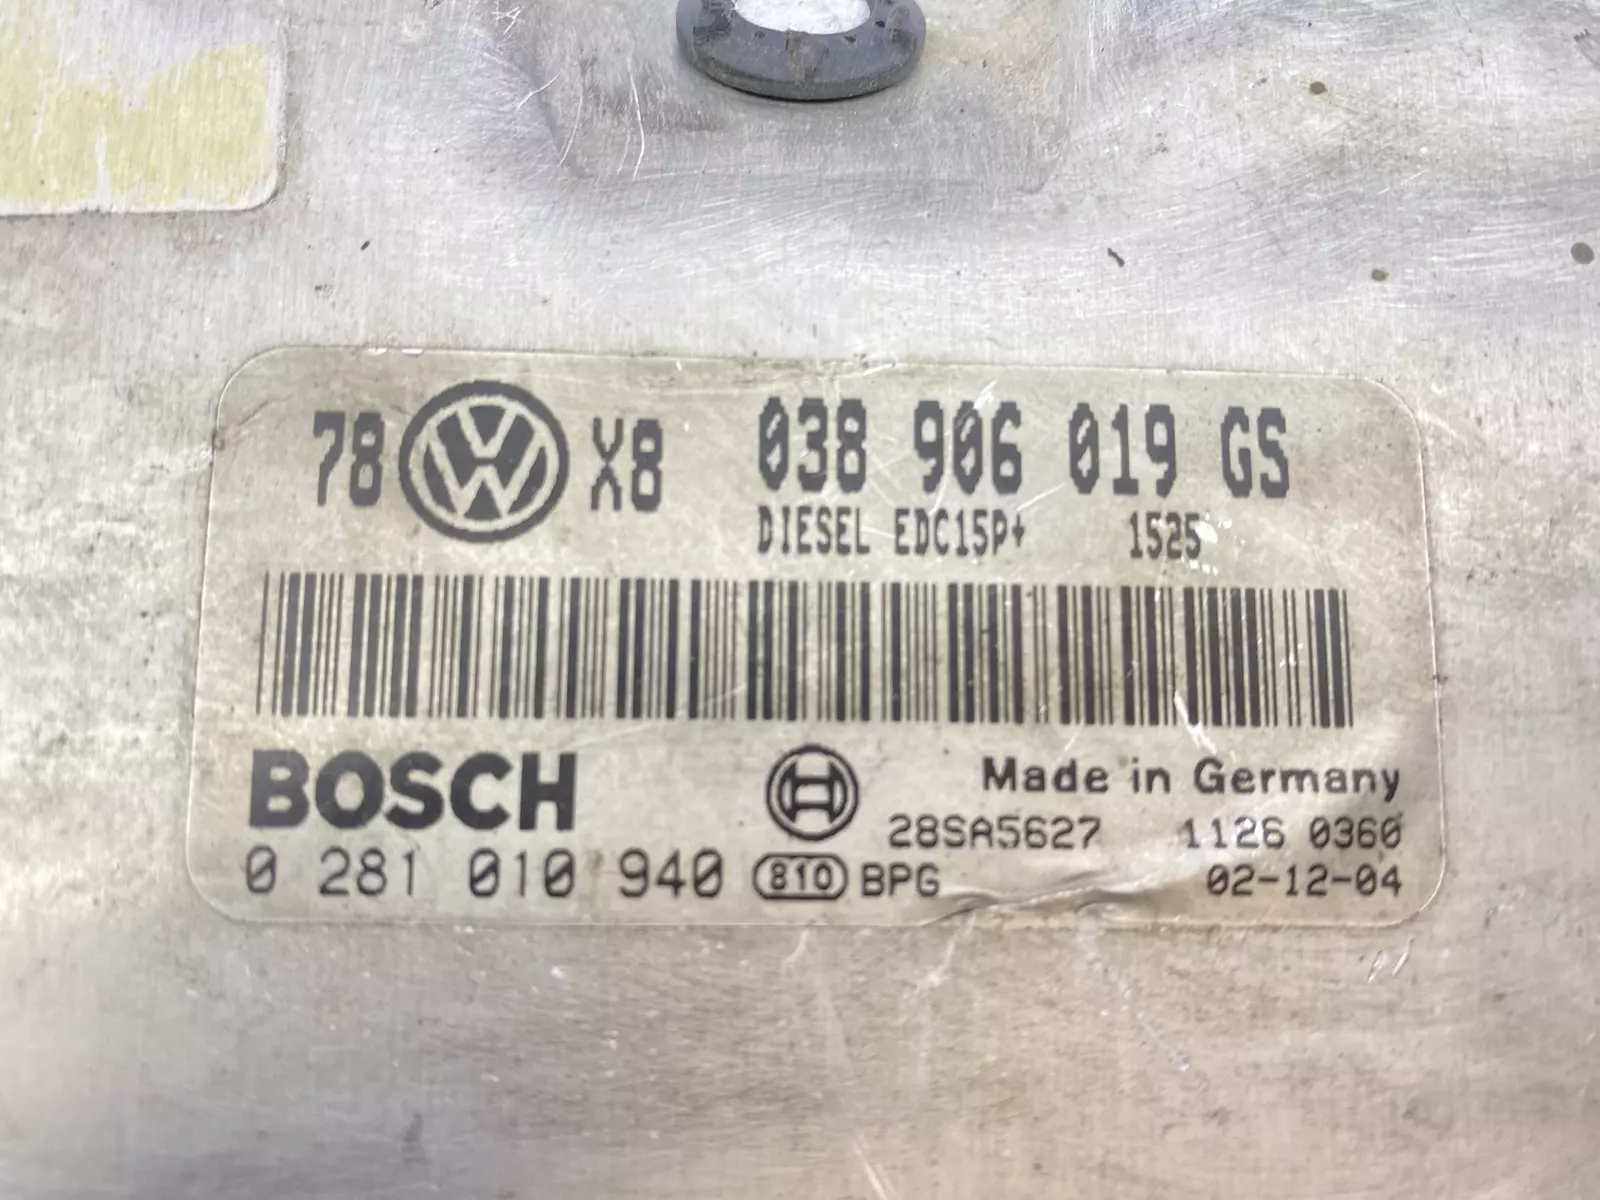 78 VW X8 038 906 019 GS
DIESEL EDC15P+ 1525
BOSCH Made in Germany
28SA5627 1126 0360
0 281 010 940 810 BPG 02-12-04